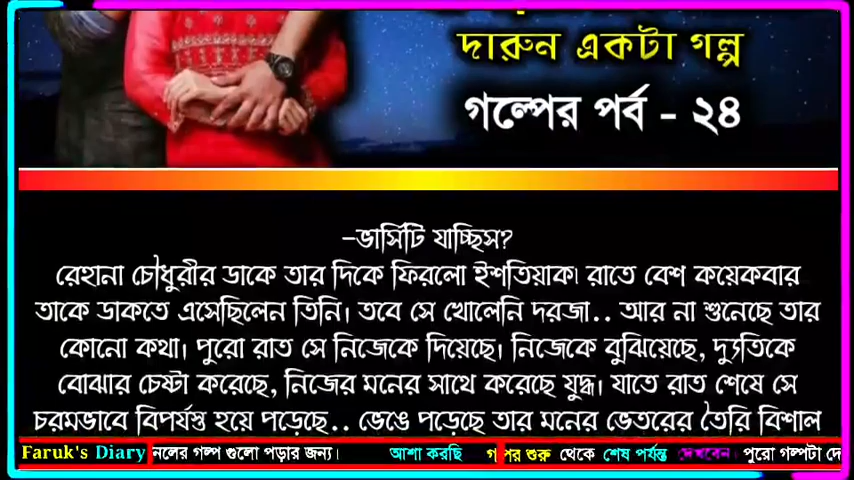 দারুন একটা গল্প
গল্পের পর্ব - ২৪
-ভার্সিটি যাচ্ছিস?
রেহানা চৌধুরীর ডাকে তার দিকে ফিরলো ইশতিয়াক। রাতে বেশ কয়েকবার
তাকে ডাকতে এসেছিলেন তিনি। তবে সে খোলেনি দরজা.. আর না শুনেছে তার
কোনো কথা। পুরো রাত সে নিজেকে দিয়েছে। নিজেকে বুঝিয়েছে, দ্যুতিকে
বোঝার চেষ্টা করেছে, নিজের মনের সাথে করেছে যুদ্ধ। যাতে রাত শেষে সে
চরমভাবে বিপর্যস্ত হয়ে পড়েছে.. ভেঙে পড়েছে তার মনের ভেতরের তৈরি বিশাল
Faruk's Diary নলের গল্প গুলো পড়ার জন্য। আশা করছি শুরু থেকে শেষ পর্যন্ত দেখবেন। পুরো গল্পটা